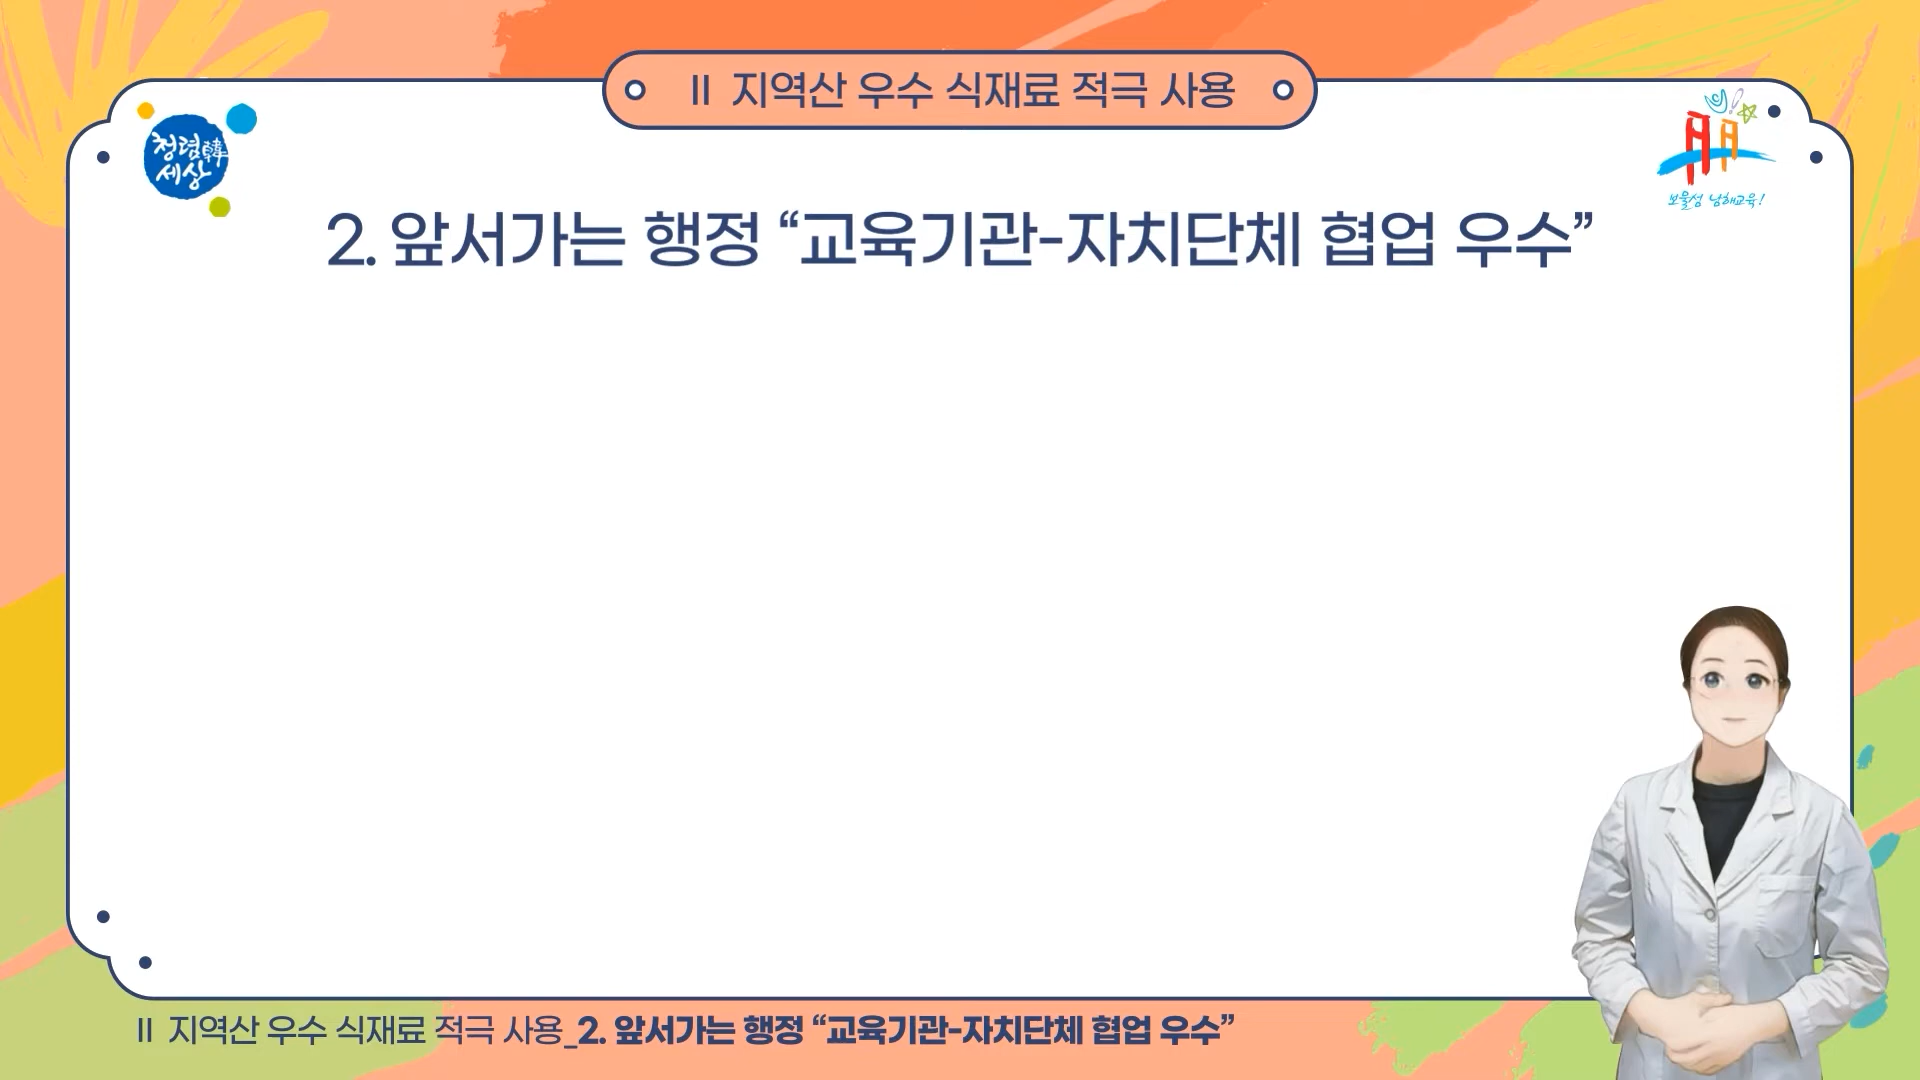 Ⅱ 지역산 우수 식재료 적극 사용
청렴韓
세상
보물섬 남해교육!
2. 앞서가는 행정 “교육기관-자치단체 협업 우수”
Ⅱ 지역산 우수 식재료 적극 사용_2. 앞서가는 행정 “교육기관-자치단체 협업 우수”